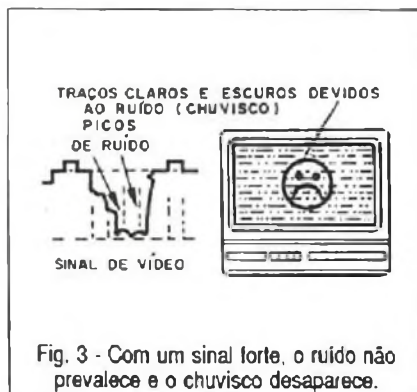 TRAÇOS CLAROS E ESCUROS DEVIDOS
AO RUÍDO (CHUVISCO)
PICOS
DE RUÍDO
SINAL DE VÍDEO
Fig. 3 - Com um sinal forte, o ruído não
prevalece e o chuvisco desaparece.